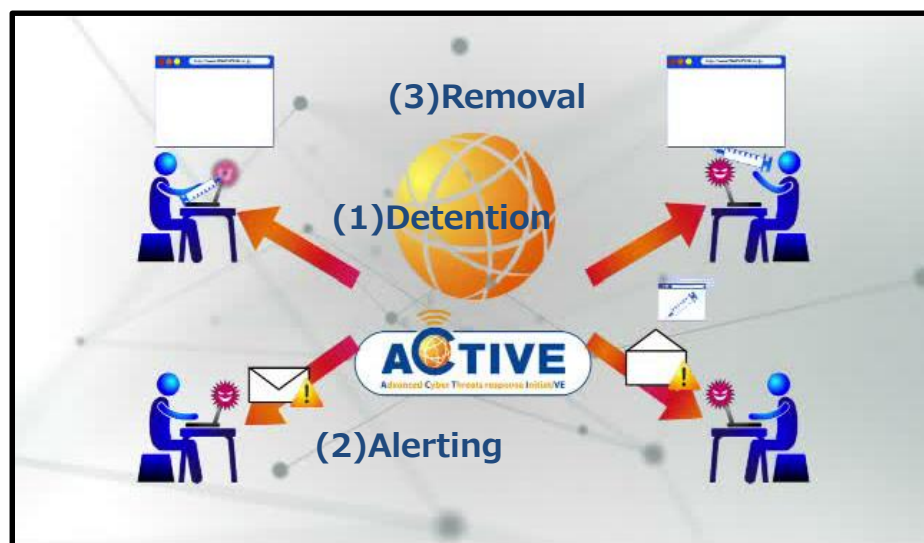 (3)Removal
(1)Detention
ACTIVE
Advanced Cyber Threats response InitiatiVE
(2)Alerting